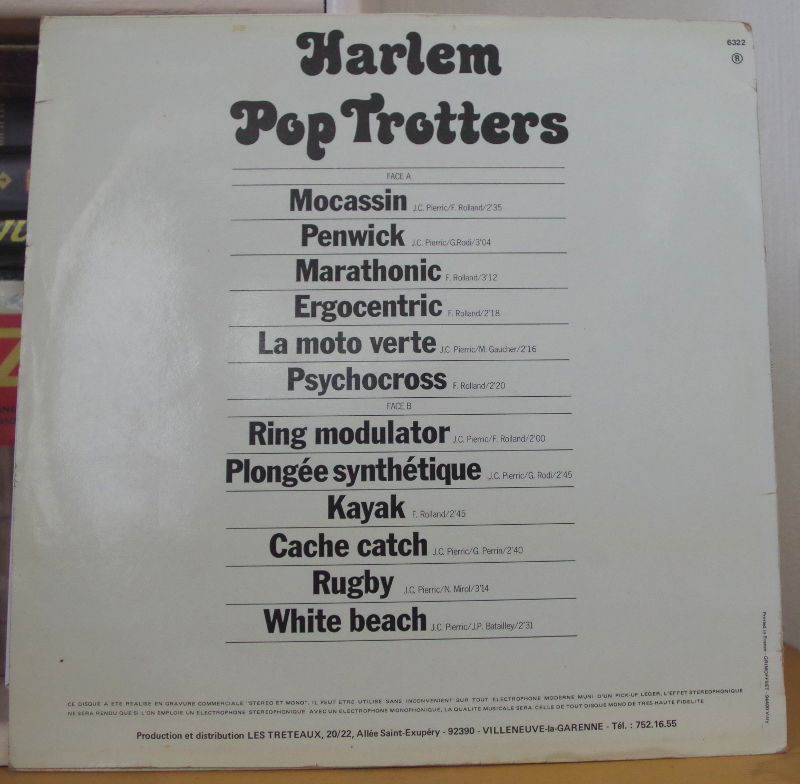 Harlem
6322
®
Pop Trotters
FACE A
Mocassin J.C. Pierric/F. Rolland/2'35
Penwick J.C. Pierric/G.Rodi/3'04
Marathonic F. Rolland/3'12
Ergocentric F. Rolland/2'18
La moto verte J.C. Pierric/M. Gaucher/2'16
Psychocross F. Rolland/2'20
FACE B
Ring modulator J.C. Pierric/F. Rolland/2'00
Plongée synthétique J.C. Pierric/G. Rodi/2'45
Kayak F. Rolland/2'45
Cache catch J.C. Pierric/G. Perrin/2'40
Rugby J.C. Pierric/N. Mirol/3'14
White beach J.C. Pierric/J.P. Batailley/2'31
Printed in France - GRIMOFFSET
CE DISQUE A ETE REALISE EN GRAVURE COMMERCIALE "STEREO ET MONO". IL PEUT ETRE UTILISE SANS INCONVENIENT SUR TOUT ELECTROPHONE MODERNE MUNI D'UN PICK-UP LEGER, L'EFFET STEREOPHONIQUE
NE SERA RENDU QUE SI L'ON EMPLOIE UN ELECTROPHONE STEREOPHONIQUE AVEC UN ELECTROPHONE MONOPHONIQUE, LA QUALITE MUSICALE SERA CELLE DE TOUT DISQUE MONO DE TRES HAUTE FIDELITE
Production et distribution LES TRETEAUX, 20/22, Allée Saint-Exupéry - 92390 - VILLENEUVE-la-GARENNE - Tél. : 752.16.55